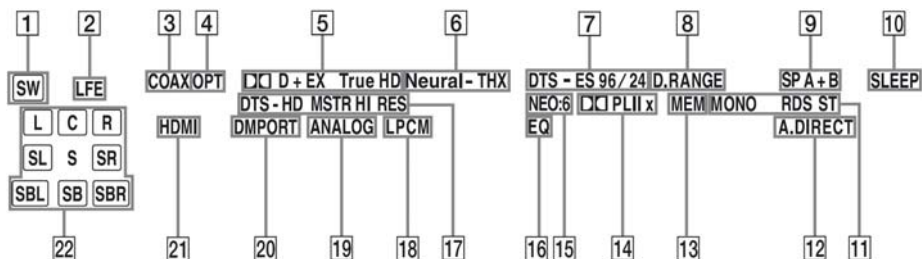 1 2 3 4 5 6 7 8 9 10
SW LFE COAX OPT D + EX True HD Neural - THX DTS - ES 96 / 24 D.RANGE SP A + B SLEEP
DTS - HD MSTR HI RES NEO:6 PLII x MEM MONO RDS ST
L C R HDMI DMPORT ANALOG LPCM EQ A.DIRECT
SL S SR
SBL SB SBR
22 21 20 19 18 17 16 15 14 13 12 11